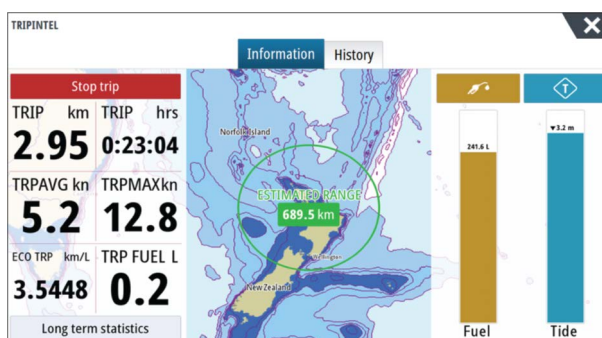 TRIPINTEL
Information
History
Stop trip
TRIP km
2.95
TRIP hrs
0:23:04
TRPAVG kn
5.2
TRPMAXkn
12.8
ECO TRP km/L
3.5448
TRP FUEL L
0.2
Long term statistics
Norfolk Island
ESTIMATED RANGE
689.5 km
Wellington
New Zealand
241.6 L
Fuel
T
▼3.2 m
Tide